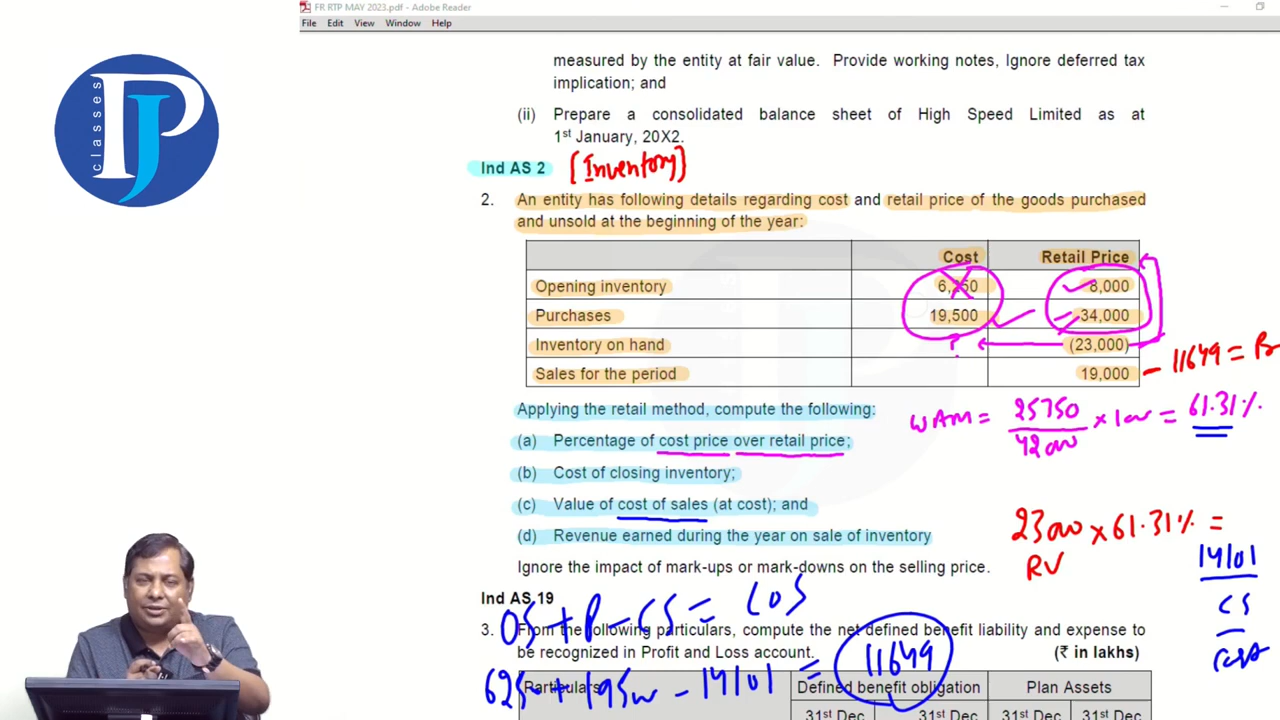 FR RTP MAY 2023.pdf - Adobe Reader
File Edit View Window Help
PJ
classes
measured by the entity at fair value. Provide working notes, Ignore deferred tax
implication; and
(ii) Prepare a consolidated balance sheet of High Speed Limited as at
1st January, 20X2.
Ind AS 2 [Inventory]
2. An entity has following details regarding cost and retail price of the goods purchased
and unsold at the beginning of the year:
Cost Retail Price
Opening inventory 6,250 8,000
Purchases 19,500 34,000
Inventory on hand ? (23,000)
Sales for the period 19,000 - 11649 =
Applying the retail method, compute the following:
WAM = 25750 / 42000 × 100 = 61.31%
(a) Percentage of cost price over retail price;
(b) Cost of closing inventory;
(c) Value of cost of sales (at cost); and
(d) Revenue earned during the year on sale of inventory
23000 × 61.31% =
RV
14101
CS
Cost
Ignore the impact of mark-ups or mark-downs on the selling price.
Ind AS 19
OS + P - CS = COS
3. From the following particulars, compute the net defined benefit liability and expense to
be recognized in Profit and Loss account. (₹ in lakhs)
6250 + 19500 - 14101 = 11649
Particulars Defined benefit obligation Plan Assets
31st Dec 31st Dec 31st Dec 31st Dec